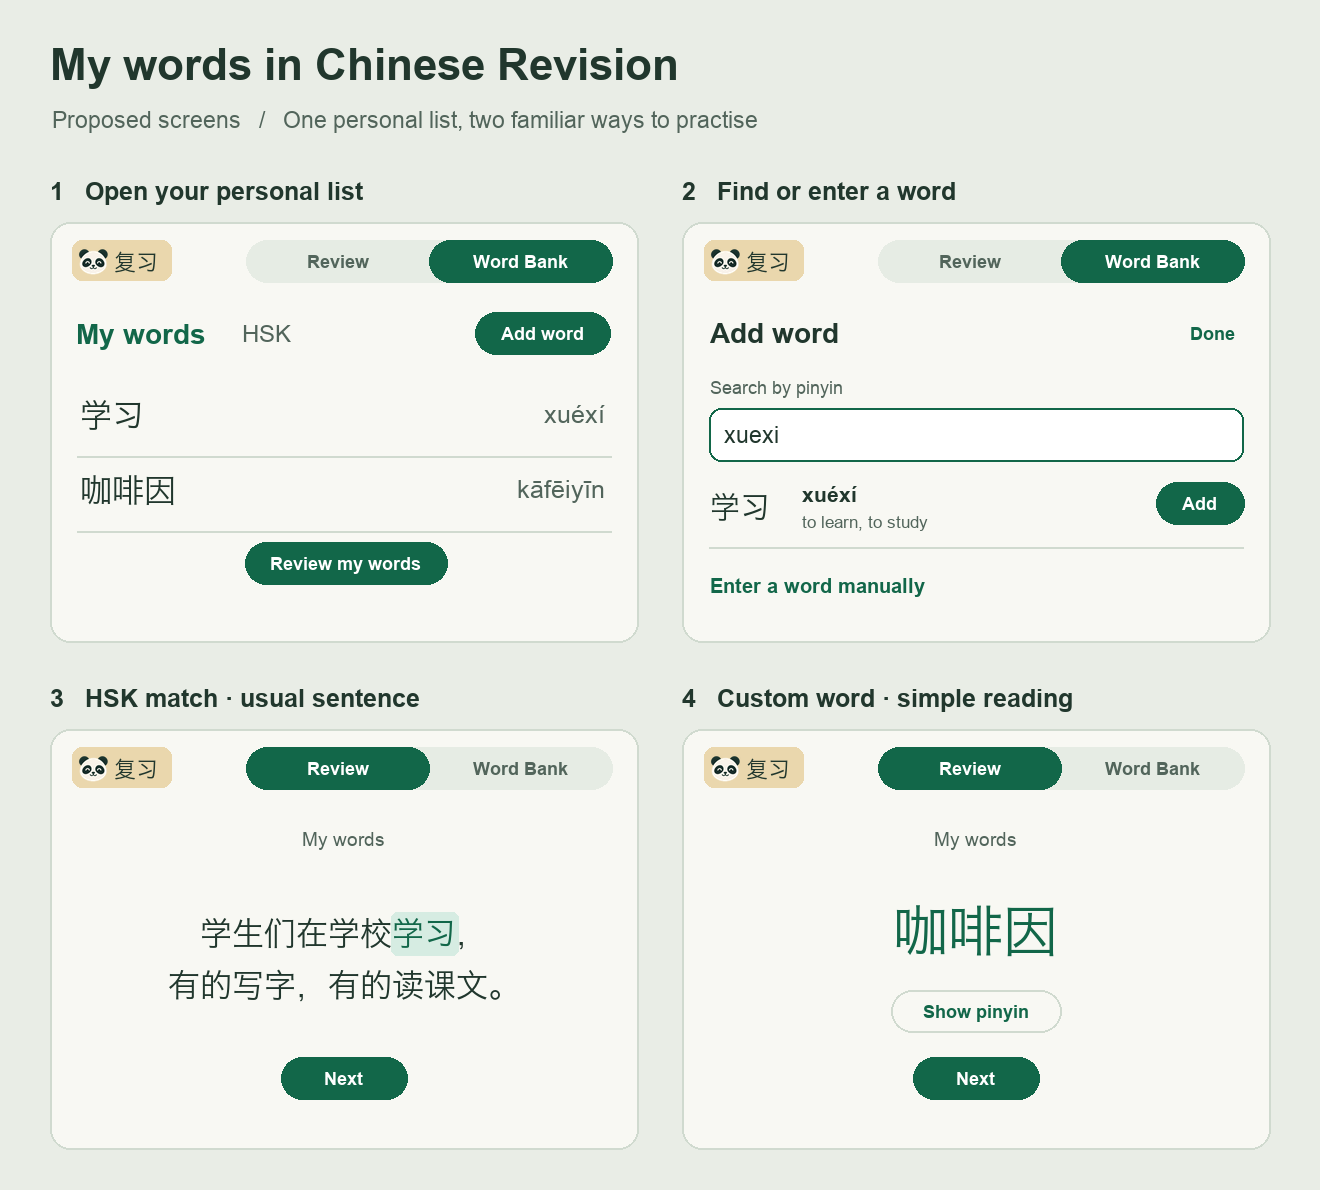 My words in Chinese Revision
Proposed screens / One personal list, two familiar ways to practise
1 Open your personal list
复习
Review
Word Bank
My words
HSK
Add word
学习
xuéxí
咖啡因
kāfēiyīn
Review my words
2 Find or enter a word
复习
Review
Word Bank
Add word
Done
Search by pinyin
xuexi
学习
xuéxí
to learn, to study
Add
Enter a word manually
3 HSK match · usual sentence
复习
Review
Word Bank
My words
学生们在学校学习,
有的写字，有的读课文。
Next
4 Custom word · simple reading
复习
Review
Word Bank
My words
咖啡因
Show pinyin
Next